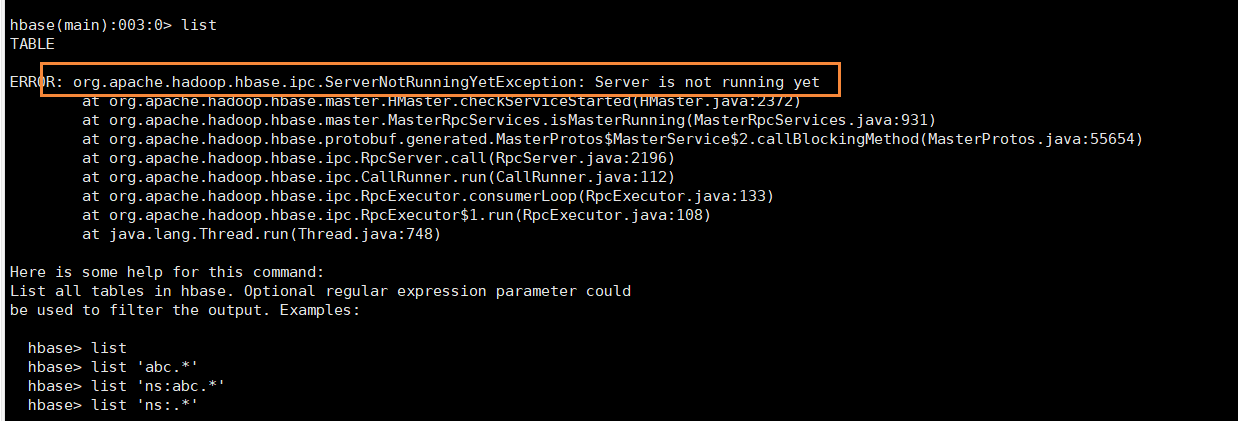 hbase(main):003:0> list
TABLE
ERROR: org.apache.hadoop.hbase.ipc.ServerNotRunningYetException: Server is not running yet
at org.apache.hadoop.hbase.master.HMaster.checkServiceStarted(HMaster.java:2372)
at org.apache.hadoop.hbase.master.MasterRpcServices.isMasterRunning(MasterRpcServices.java:931)
at org.apache.hadoop.hbase.protobuf.generated.MasterProtos$MasterService$2.callBlockingMethod(MasterProtos.java:55654)
at org.apache.hadoop.hbase.ipc.RpcServer.call(RpcServer.java:2196)
at org.apache.hadoop.hbase.ipc.CallRunner.run(CallRunner.java:112)
at org.apache.hadoop.hbase.ipc.RpcExecutor.consumerLoop(RpcExecutor.java:133)
at org.apache.hadoop.hbase.ipc.RpcExecutor$1.run(RpcExecutor.java:108)
at java.lang.Thread.run(Thread.java:748)
Here is some help for this command:
List all tables in hbase. Optional regular expression parameter could
be used to filter the output. Examples:
hbase> list
hbase> list 'abc.*'
hbase> list 'ns:abc.*'
hbase> list 'ns:.*'